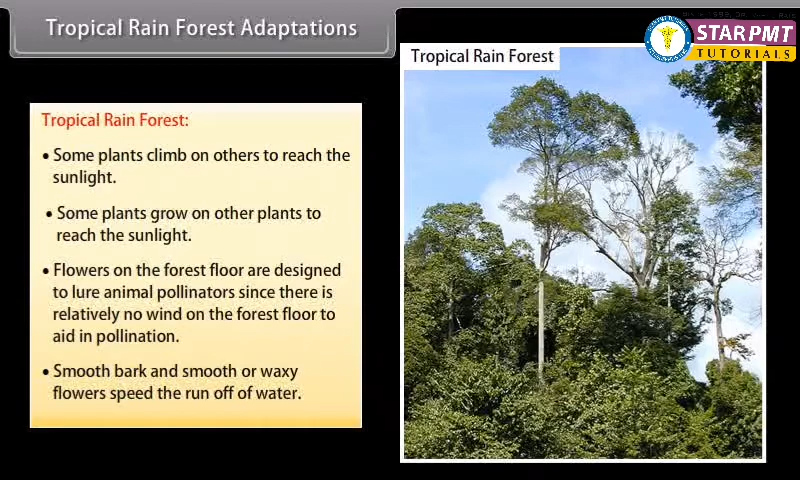 Tropical Rain Forest Adaptations
STAR PMT
TUTORIALS
Tropical Rain Forest
Tropical Rain Forest:
• Some plants climb on others to reach the
sunlight.
• Some plants grow on other plants to
reach the sunlight.
• Flowers on the forest floor are designed
to lure animal pollinators since there is
relatively no wind on the forest floor to
aid in pollination.
• Smooth bark and smooth or waxy
flowers speed the run off of water.